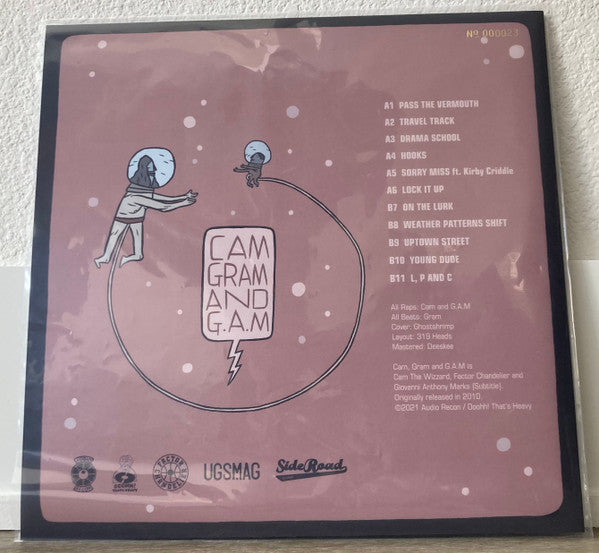 Nº 000023
A1 PASS THE VERMOUTH
A2 TRAVEL TRACK
A3 DRAMA SCHOOL
A4 HOOKS
A5 SORRY MISS ft. Kirby Criddle
A6 LOCK IT UP
B7 ON THE LURK
B8 WEATHER PATTERNS SHIFT
B9 UPTOWN STREET
B10 YOUNG DUDE
B11 L, P AND C
CAM
GRAM
AND
G.A.M
All Raps: Cam and G.A.M
All Beats: Gram
Cover: Ghostshrimp
Layout: 319 Heads
Mastered: Deeskee
Cam, Gram and G.A.M is
Cam The Wizzard, Factor Chandelier and
Giovanni Anthony Marks (Subtitle).
Originally released in 2010.
©2021 Audio Recon / Ooohh! That's Heavy
FACTOR CHANDELIER
UGSMAG
SideRoad